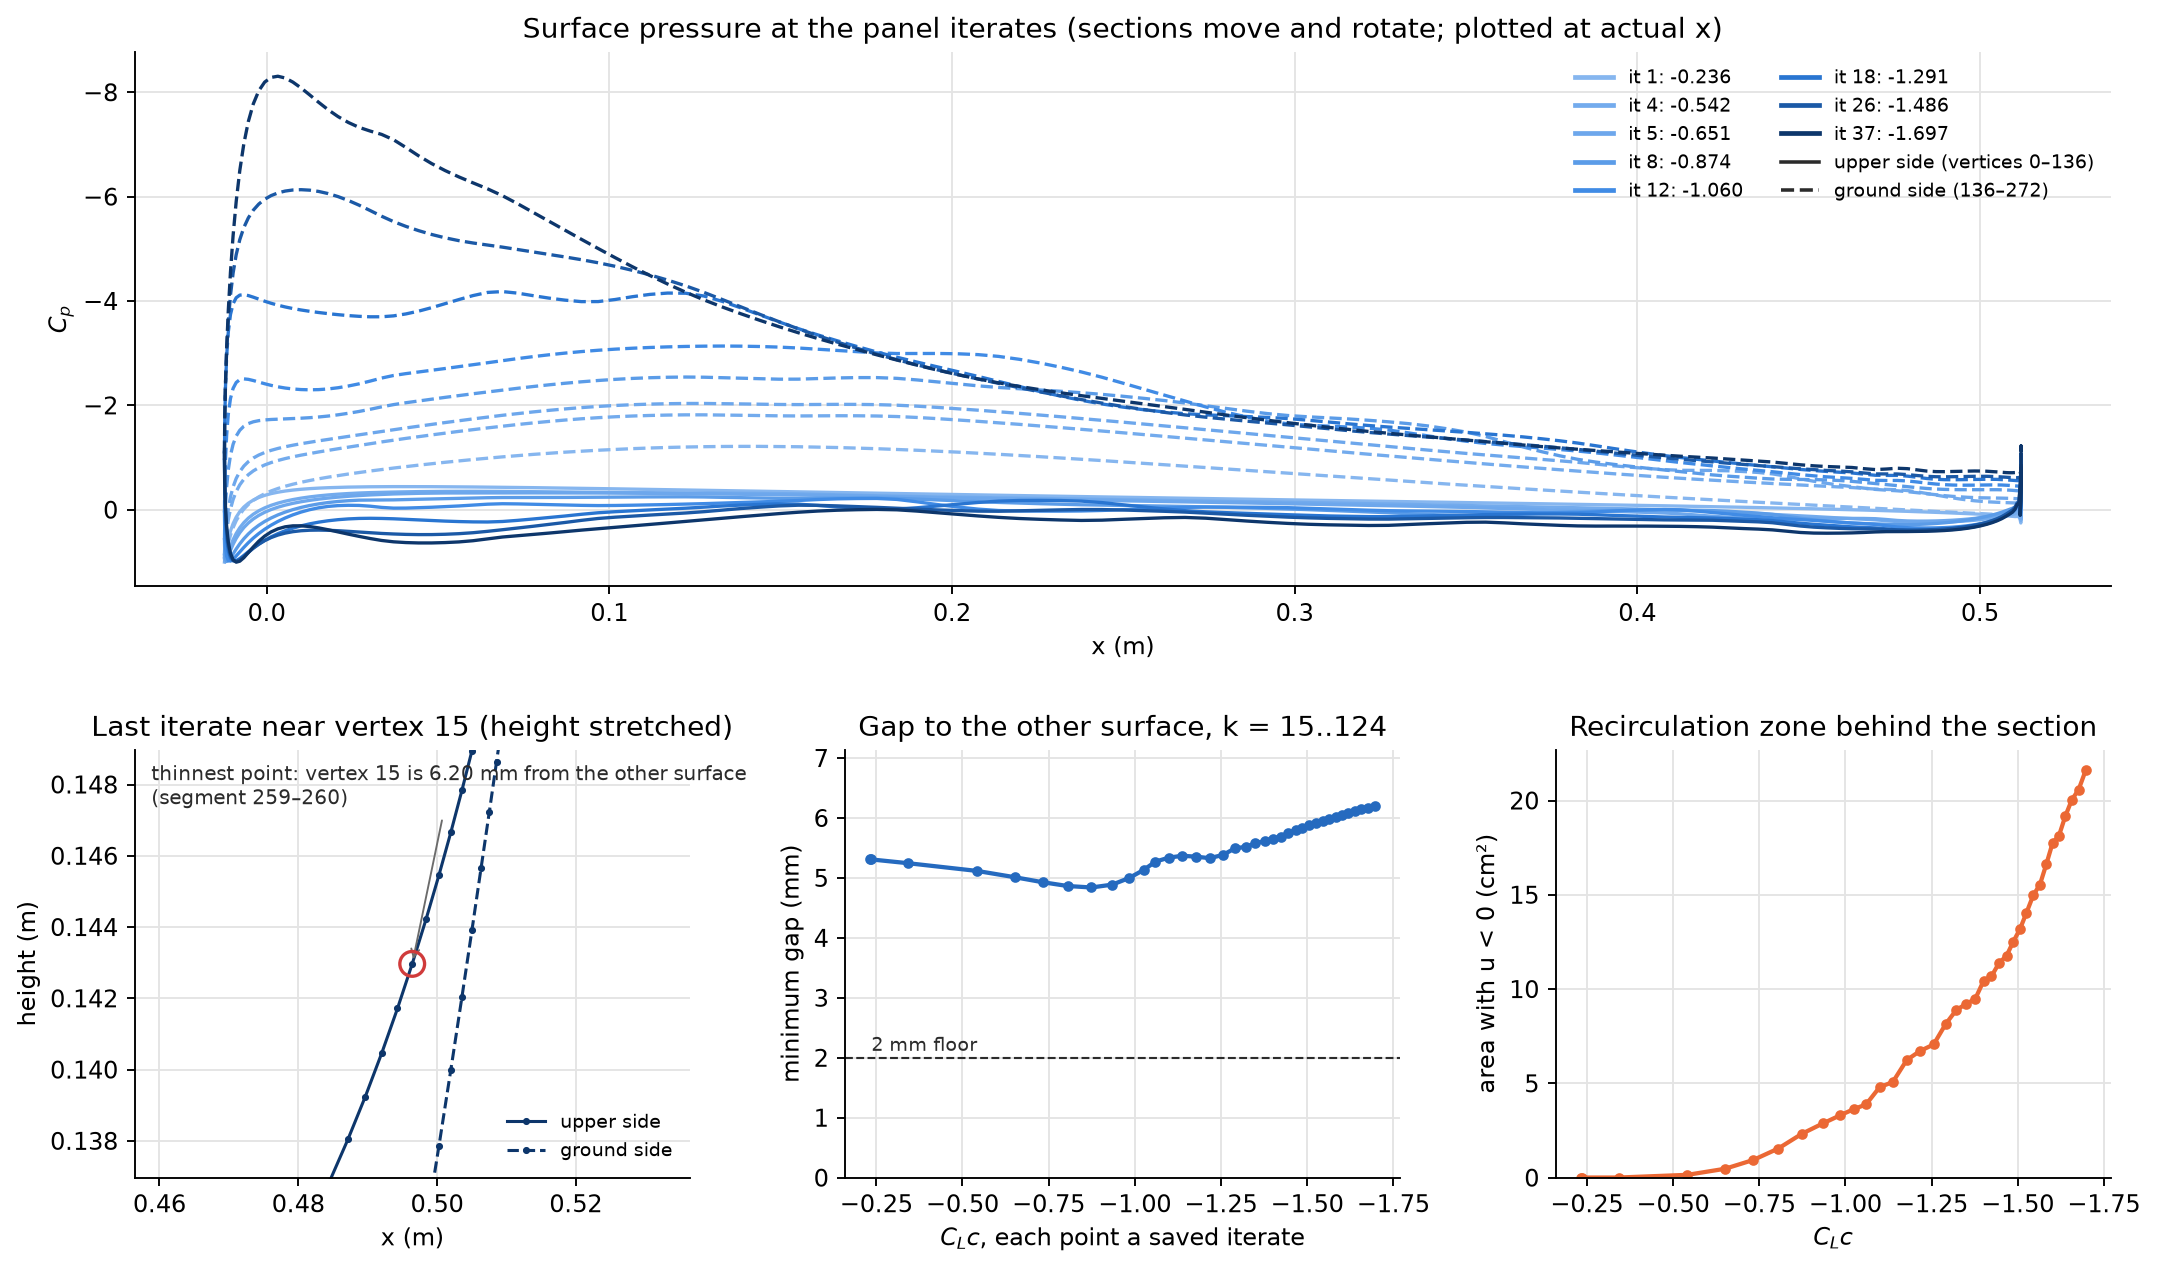 Surface pressure at the panel iterates (sections move and rotate; plotted at actual x)
it 1: -0.236
it 4: -0.542
it 5: -0.651
it 8: -0.874
it 12: -1.060
it 18: -1.291
it 26: -1.486
it 37: -1.697
upper side (vertices 0–136)
ground side (136–272)
−8
−6
−4
−2
0
Cp
0.0 0.1 0.2 0.3 0.4 0.5
x (m)
Last iterate near vertex 15 (height stretched)
thinnest point: vertex 15 is 6.20 mm from the other surface
(segment 259–260)
0.148
0.146
0.144
0.142
0.140
0.138
height (m)
upper side
ground side
0.46 0.48 0.50 0.52
x (m)
Gap to the other surface, k = 15..124
7
6
5
4
3
2
1
0
minimum gap (mm)
2 mm floor
−0.25 −0.50 −0.75 −1.00 −1.25 −1.50 −1.75
CLc, each point a saved iterate
Recirculation zone behind the section
20
15
10
5
0
area with u < 0 (cm²)
−0.25 −0.50 −0.75 −1.00 −1.25 −1.50 −1.75
CLc